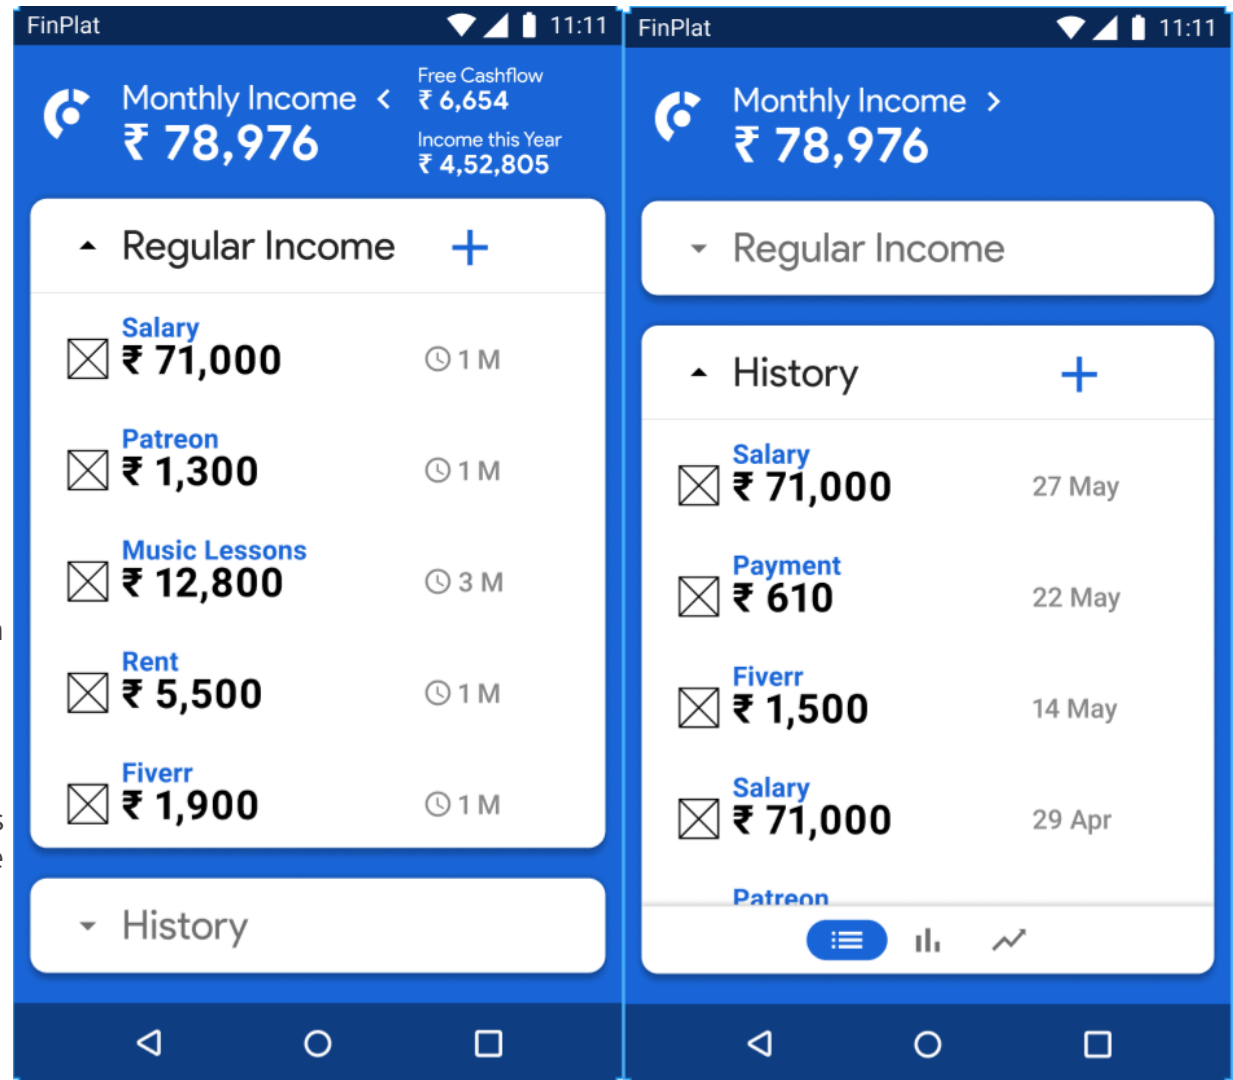 FinPlat
11:11
Monthly Income <
₹ 78,976
Free Cashflow
₹ 6,654
Income this Year
₹ 4,52,805
Regular Income +
Salary
₹ 71,000
1 M
Patreon
₹ 1,300
1 M
Music Lessons
₹ 12,800
3 M
Rent
₹ 5,500
1 M
Fiverr
₹ 1,900
1 M
History
FinPlat
11:11
Monthly Income >
₹ 78,976
Regular Income
History +
Salary
₹ 71,000
27 May
Payment
₹ 610
22 May
Fiverr
₹ 1,500
14 May
Salary
₹ 71,000
29 Apr
Patreon